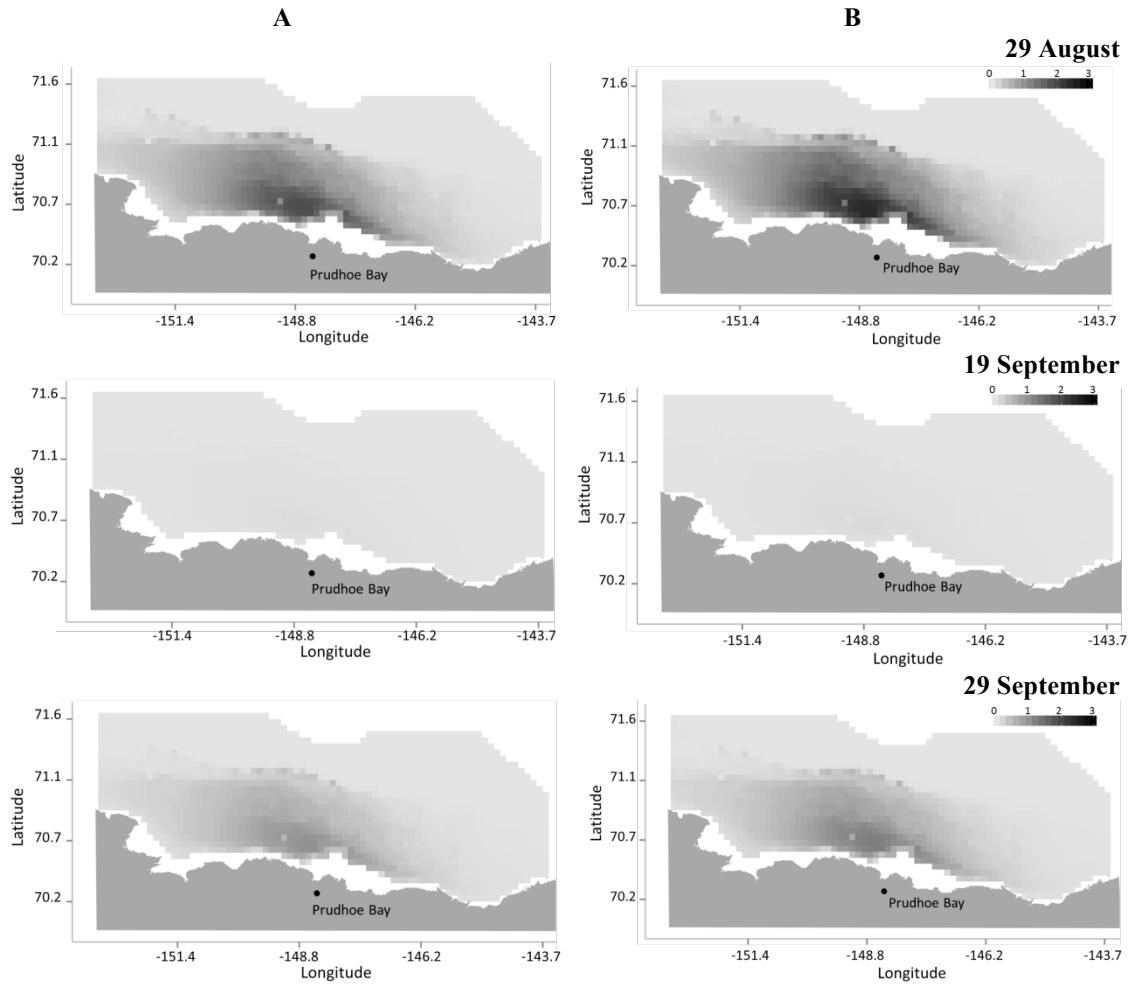 A
B
29 August
0 1 2 3
71.6
71.1
70.7
70.2
Latitude
Prudhoe Bay
-151.4 -148.8 -146.2 -143.7
Longitude
71.6
71.1
70.7
70.2
Latitude
Prudhoe Bay
-151.4 -148.8 -146.2 -143.7
Longitude
19 September
0 1 2 3
71.6
71.1
70.7
70.2
Latitude
Prudhoe Bay
-151.4 -148.8 -146.2 -143.7
Longitude
71.6
71.1
70.7
70.2
Latitude
Prudhoe Bay
-151.4 -148.8 -146.2 -143.7
Longitude
29 September
0 1 2 3
71.6
71.1
70.7
70.2
Latitude
Prudhoe Bay
-151.4 -148.8 -146.2 -143.7
Longitude
71.6
71.1
70.7
70.2
Latitude
Prudhoe Bay
-151.4 -148.8 -146.2 -143.7
Longitude